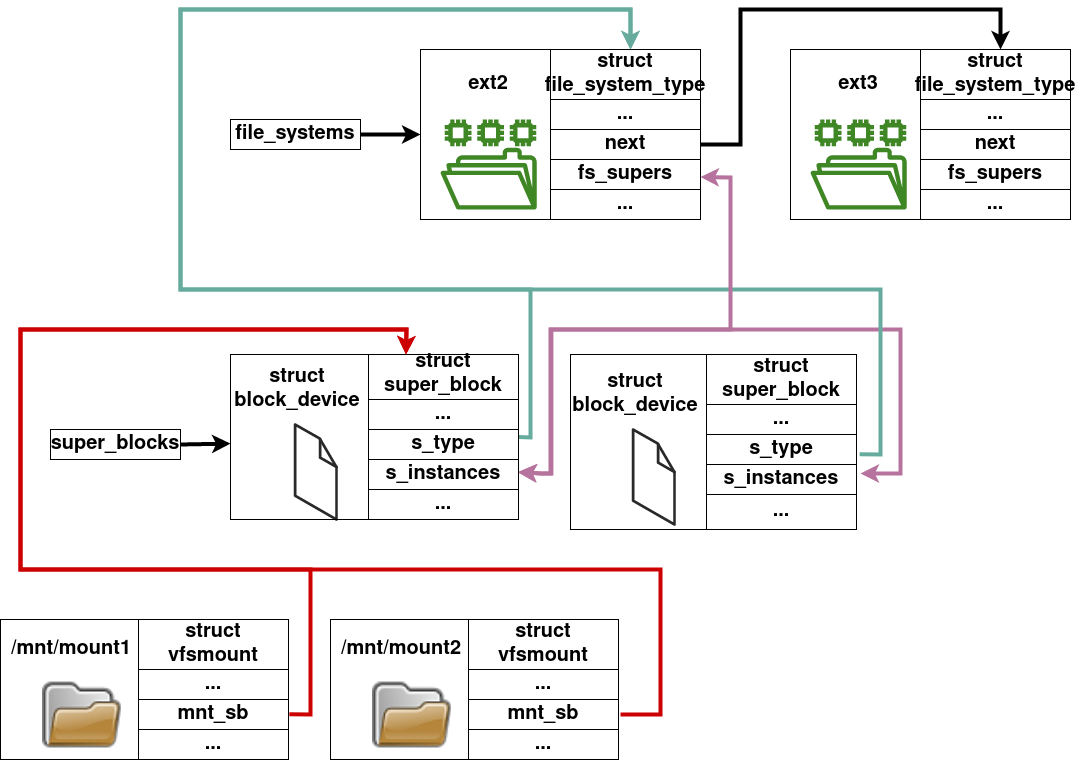 ext2
struct
file_system_type
...
next
fs_supers
...
ext3
struct
file_system_type
...
next
fs_supers
...
file_systems
struct
block_device
struct
super_block
...
s_type
s_instances
...
struct
block_device
struct
super_block
...
s_type
s_instances
...
super_blocks
/mnt/mount1
struct
vfsmount
...
mnt_sb
...
/mnt/mount2
struct
vfsmount
...
mnt_sb
...